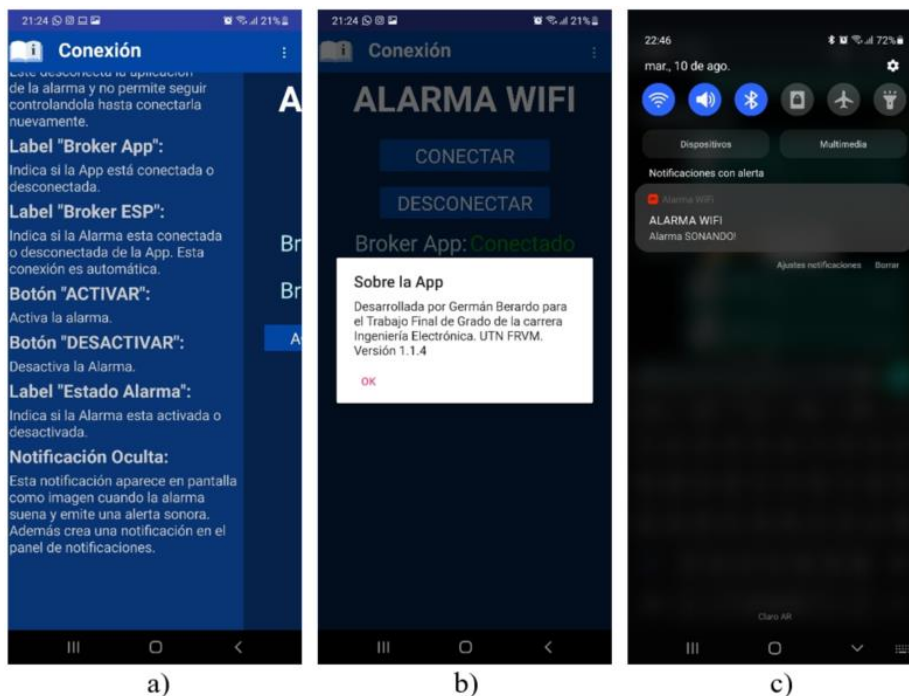 21:24
21%
Conexión
Este desconecta la aplicación
de la alarma y no permite seguir
controlandola hasta conectarla
nuevamente.
Label "Broker App":
Indica si la App está conectada o
desconectada.
Label "Broker ESP":
Indica si la Alarma esta conectada
o desconectada de la App. Esta
conexión es automática.
Botón "ACTIVAR":
Activa la alarma.
Botón "DESACTIVAR":
Desactiva la Alarma.
Label "Estado Alarma":
Indica si la Alarma esta activada o
desactivada.
Notificación Oculta:
Esta notificación aparece en pantalla
como imagen cuando la alarma
suena y emite una alerta sonora.
Además crea una notificación en el
panel de notificaciones.
A
Br
Br
A
a)
21:24
21%
Conexión
ALARMA WIFI
CONECTAR
DESCONECTAR
Broker App: Conectado
Sobre la App
Desarrollada por Germán Berardo para
el Trabajo Final de Grado de la carrera
Ingeniería Electrónica. UTN FRVM.
Versión 1.1.4
OK
b)
22:46
72%
mar., 10 de ago.
Dispositivos
Multimedia
Notificaciones con alerta
Alarma WiFi
ALARMA WIFI
Alarma SONANDO!
Ajustes notificaciones
Borrar
Claro AR
c)